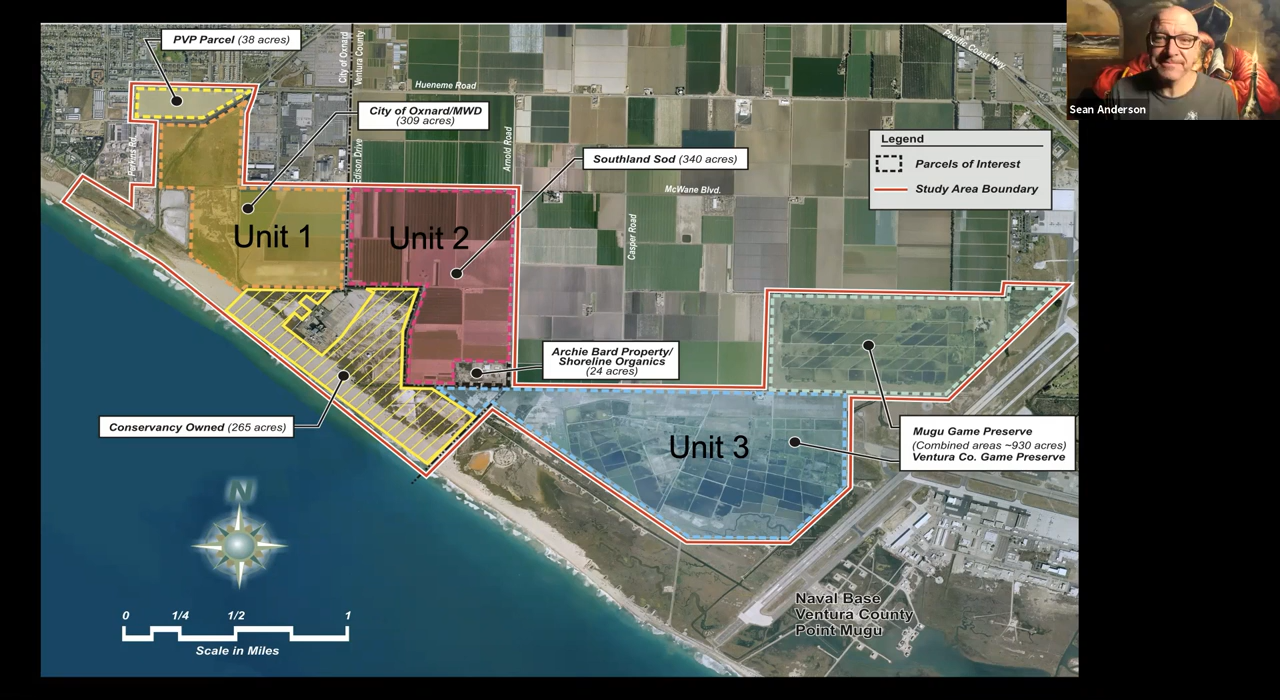 PVP Parcel (38 acres)
City of Oxnard
Ventura County
Pacific Coast Hwy.
Sean Anderson
Hueneme Road
City of Oxnard/MWD
(309 acres)
Perkins Rd.
Edison Drive
Arnold Road
Southland Sod (340 acres)
McWane Blvd.
Casper Road
Legend
Parcels of Interest
Study Area Boundary
Unit 1
Unit 2
Archie Bard Property/
Shoreline Organics
(24 acres)
Conservancy Owned (265 acres)
Unit 3
Mugu Game Preserve
(Combined areas ~930 acres)
Ventura Co. Game Preserve
N
0 1/4 1/2 1
Scale in Miles
Naval Base
Ventura County
Point Mugu